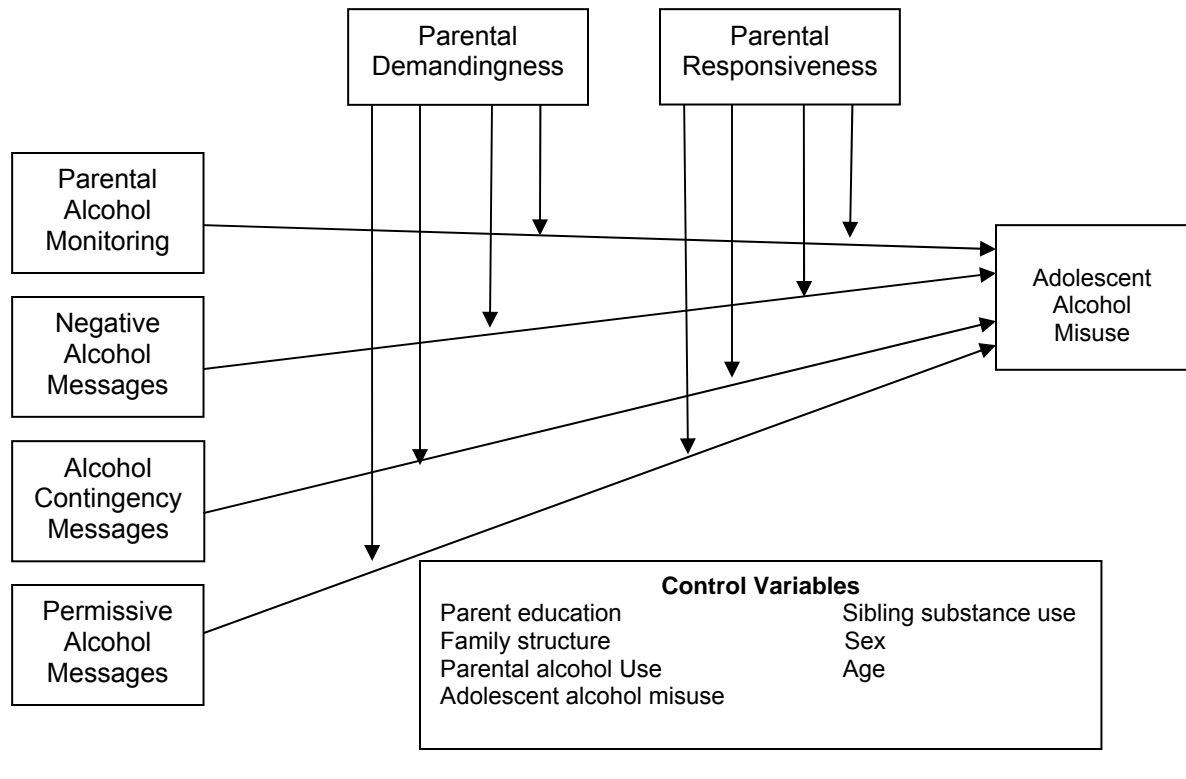 Parental
Demandingness
Parental
Responsiveness
Parental
Alcohol
Monitoring
Negative
Alcohol
Messages
Alcohol
Contingency
Messages
Permissive
Alcohol
Messages
Adolescent
Alcohol
Misuse
Control Variables
Parent education Sibling substance use
Family structure Sex
Parental alcohol Use Age
Adolescent alcohol misuse